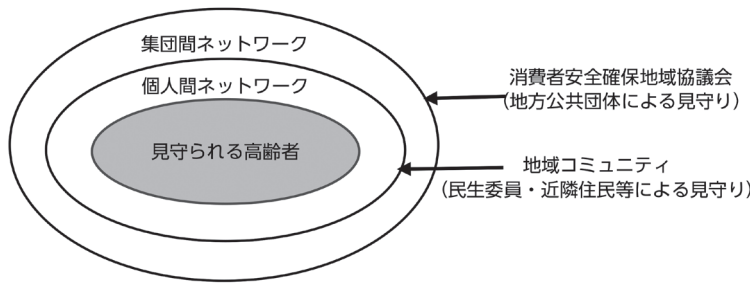 集団間ネットワーク
個人間ネットワーク
見守られる高齢者
消費者安全確保地域協議会
（地方公共団体による見守り）
地域コミュニティ
（民生委員・近隣住民等による見守り）